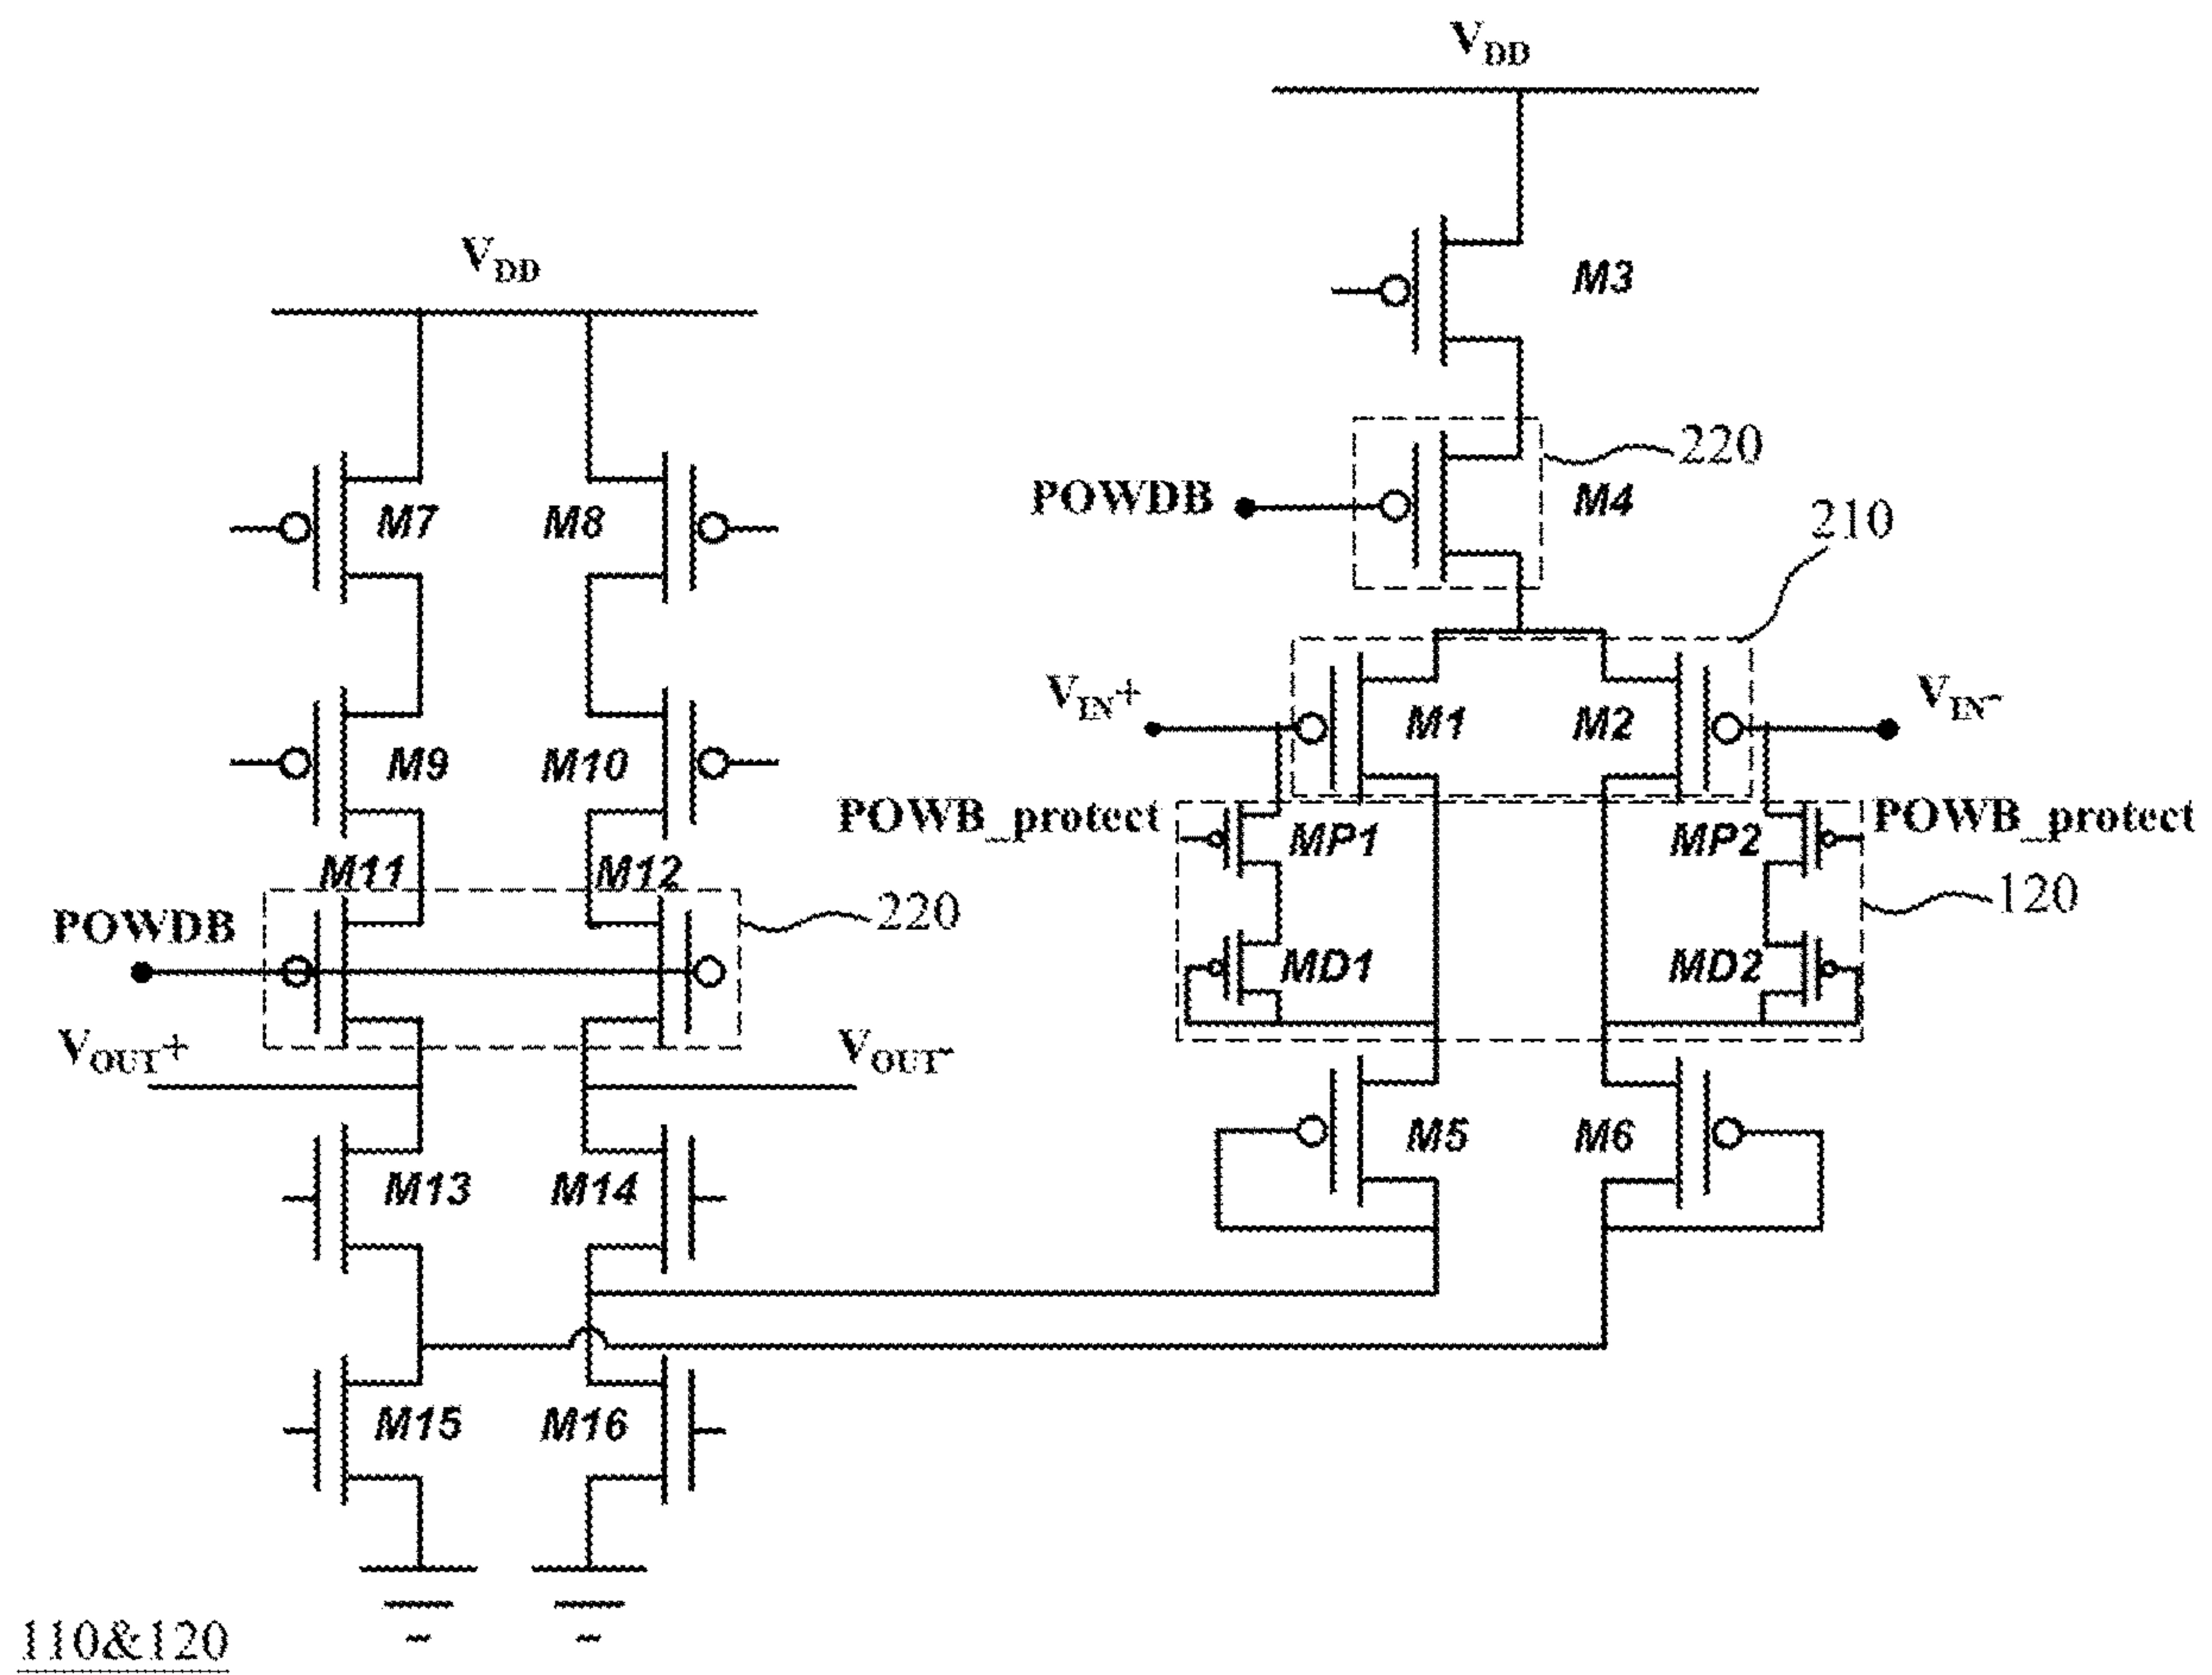 VDD
M3
VDD
220
POWDB
M4
210
M7
M8
VIN+
VIN-
M1
M2
M9
M10
POWB_protect
MP1
MP2
POWB_protect
M11
M12
120
220
POWDB
MD1
MD2
VOUT+
VOUT-
M5
M6
M13
M14
M15
M16
110&120